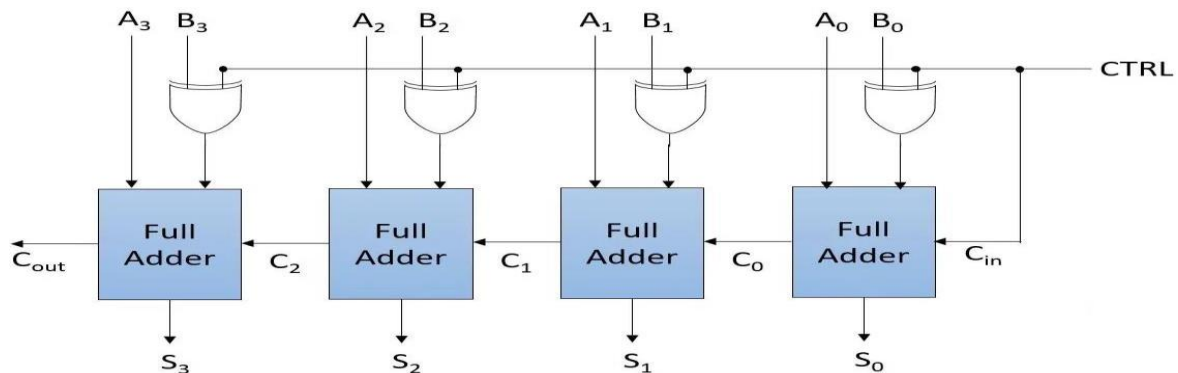 A₃ B₃ A₂ B₂ A₁ B₁ A₀ B₀
CTRL
Full Adder
Full Adder
Full Adder
Full Adder
Cout C₂ C₁ C₀ Cin
S₃ S₂ S₁ S₀